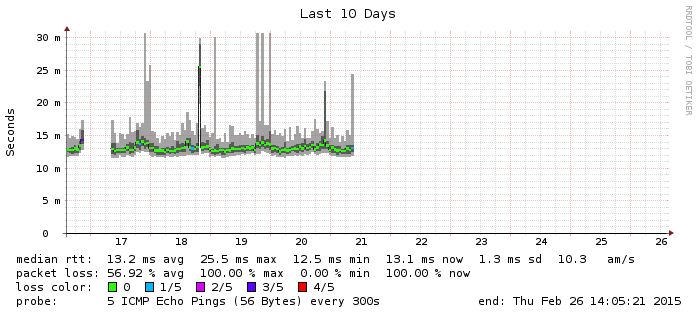 Last 10 Days
RRDTOOL / TOBI OETIKER
Seconds
30 m
25 m
20 m
15 m
10 m
5 m
0
17 18 19 20 21 22 23 24 25 26
median rtt: 13.2 ms avg 25.5 ms max 12.5 ms min 13.1 ms now 1.3 ms sd 10.3 am/s
packet loss: 56.92 % avg 100.00 % max 0.00 % min 100.00 % now
loss color: 0 1/5 2/5 3/5 4/5
probe: 5 ICMP Echo Pings (56 Bytes) every 300s end: Thu Feb 26 14:05:21 2015